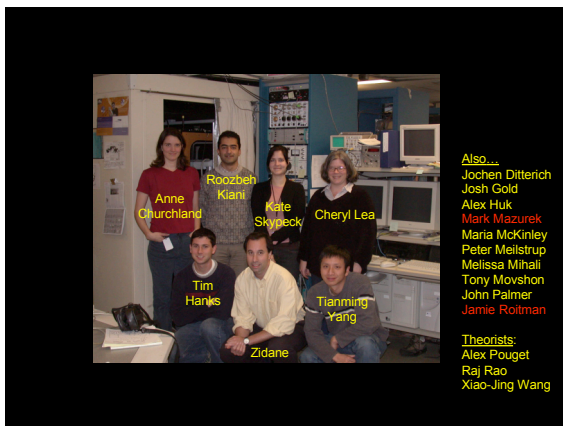 Anne
Churchland
Roozbeh
Kiani
Kate
Skypeck
Cheryl Lea
Tim
Hanks
Zidane
Tianming
Yang
Also…
Jochen Ditterich
Josh Gold
Alex Huk
Mark Mazurek
Maria McKinley
Peter Meilstrup
Melissa Mihali
Tony Movshon
John Palmer
Jamie Roitman
Theorists:
Alex Pouget
Raj Rao
Xiao-Jing Wang